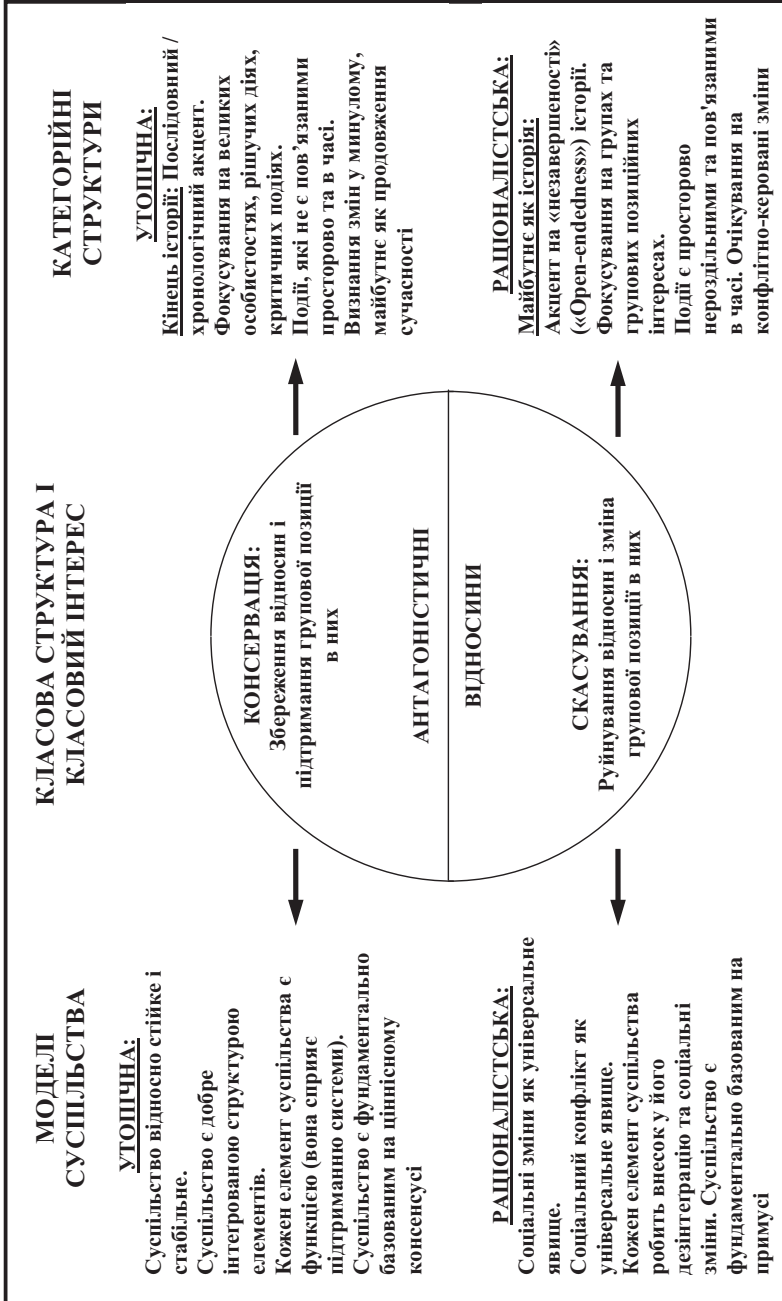 МОДЕЛІ
СУСПІЛЬСТВА
УТОПІЧНА:
Суспільство відносно стійке і
стабільне.
Суспільство є добре
інтегрованою структурою
елементів.
Кожен елемент суспільства є
функцією (вона сприяє
підтриманню системи).
Суспільство є фундаментально
базованим на ціннісному
консенсусі
РАЦІОНАЛІСТСЬКА:
Соціальні зміни як універсальне
явище.
Соціальний конфлікт як
універсальне явище.
Кожен елемент суспільства
робить внесок у його
дезінтеграцію та соціальні
зміни. Суспільство є
фундаментально базованим на
примусі
КЛАСОВА СТРУКТУРА І
КЛАСОВИЙ ІНТЕРЕС
КОНСЕРВАЦІЯ:
Збереження відносин і
підтримання групової позиції
в них
АНТАГОНІСТИЧНІ
ВІДНОСИНИ
СКАСУВАННЯ:
Руйнування відносин і зміна
групової позиції в них
КАТЕГОРІЙНІ
СТРУКТУРИ
УТОПІЧНА:
Кінець історії: Послідовний /
хронологічний акцент.
Фокусування на великих
особистостях, рішучих діях,
критичних подіях.
Події, які не є пов’язаними
просторово та в часі.
Визнання змін у минулому,
майбутнє як продовження
сучасності
РАЦІОНАЛІСТСЬКА:
Майбутнє як історія:
Акцент на «незавершеності»
(«Open-endedness») історії.
Фокусування на групах та
групових позиційних
інтересах.
Події є просторово
нероздільними та пов'язаними
в часі. Очікування на
конфлітно-керовані зміни